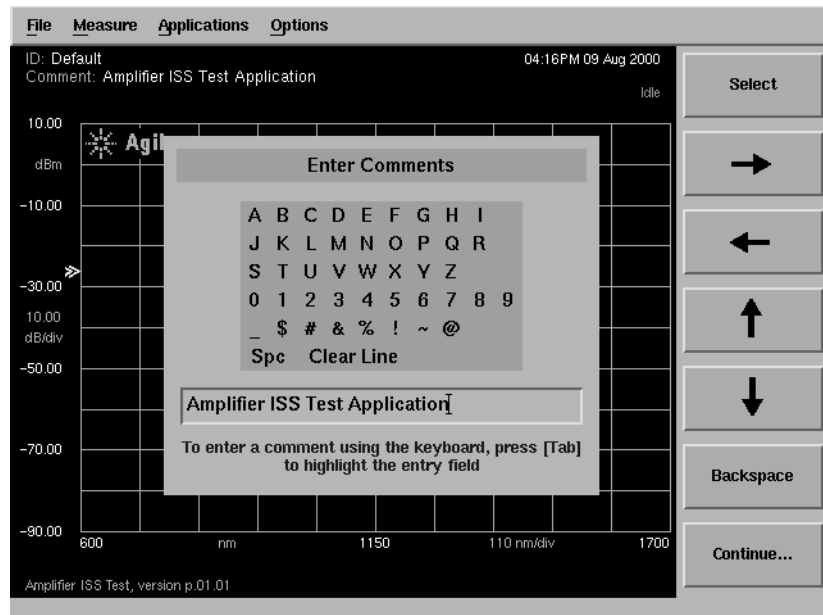 File Measure Applications Options
ID: Default
04:16PM 09 Aug 2000
Comment: Amplifier ISS Test Application
Idle
10.00
dBm
-10.00
-30.00
10.00
dB/div
-50.00
-70.00
-90.00
600 nm 1150 110 nm/div 1700
Amplifier ISS Test, version p.01.01
Agil
Enter Comments
A B C D E F G H I
J K L M N O P Q R
S T U V W X Y Z
0 1 2 3 4 5 6 7 8 9
_ $ # & % ! ~ @
Spc Clear Line
Amplifier ISS Test Application
To enter a comment using the keyboard, press [Tab]
to highlight the entry field
Select
Backspace
Continue...